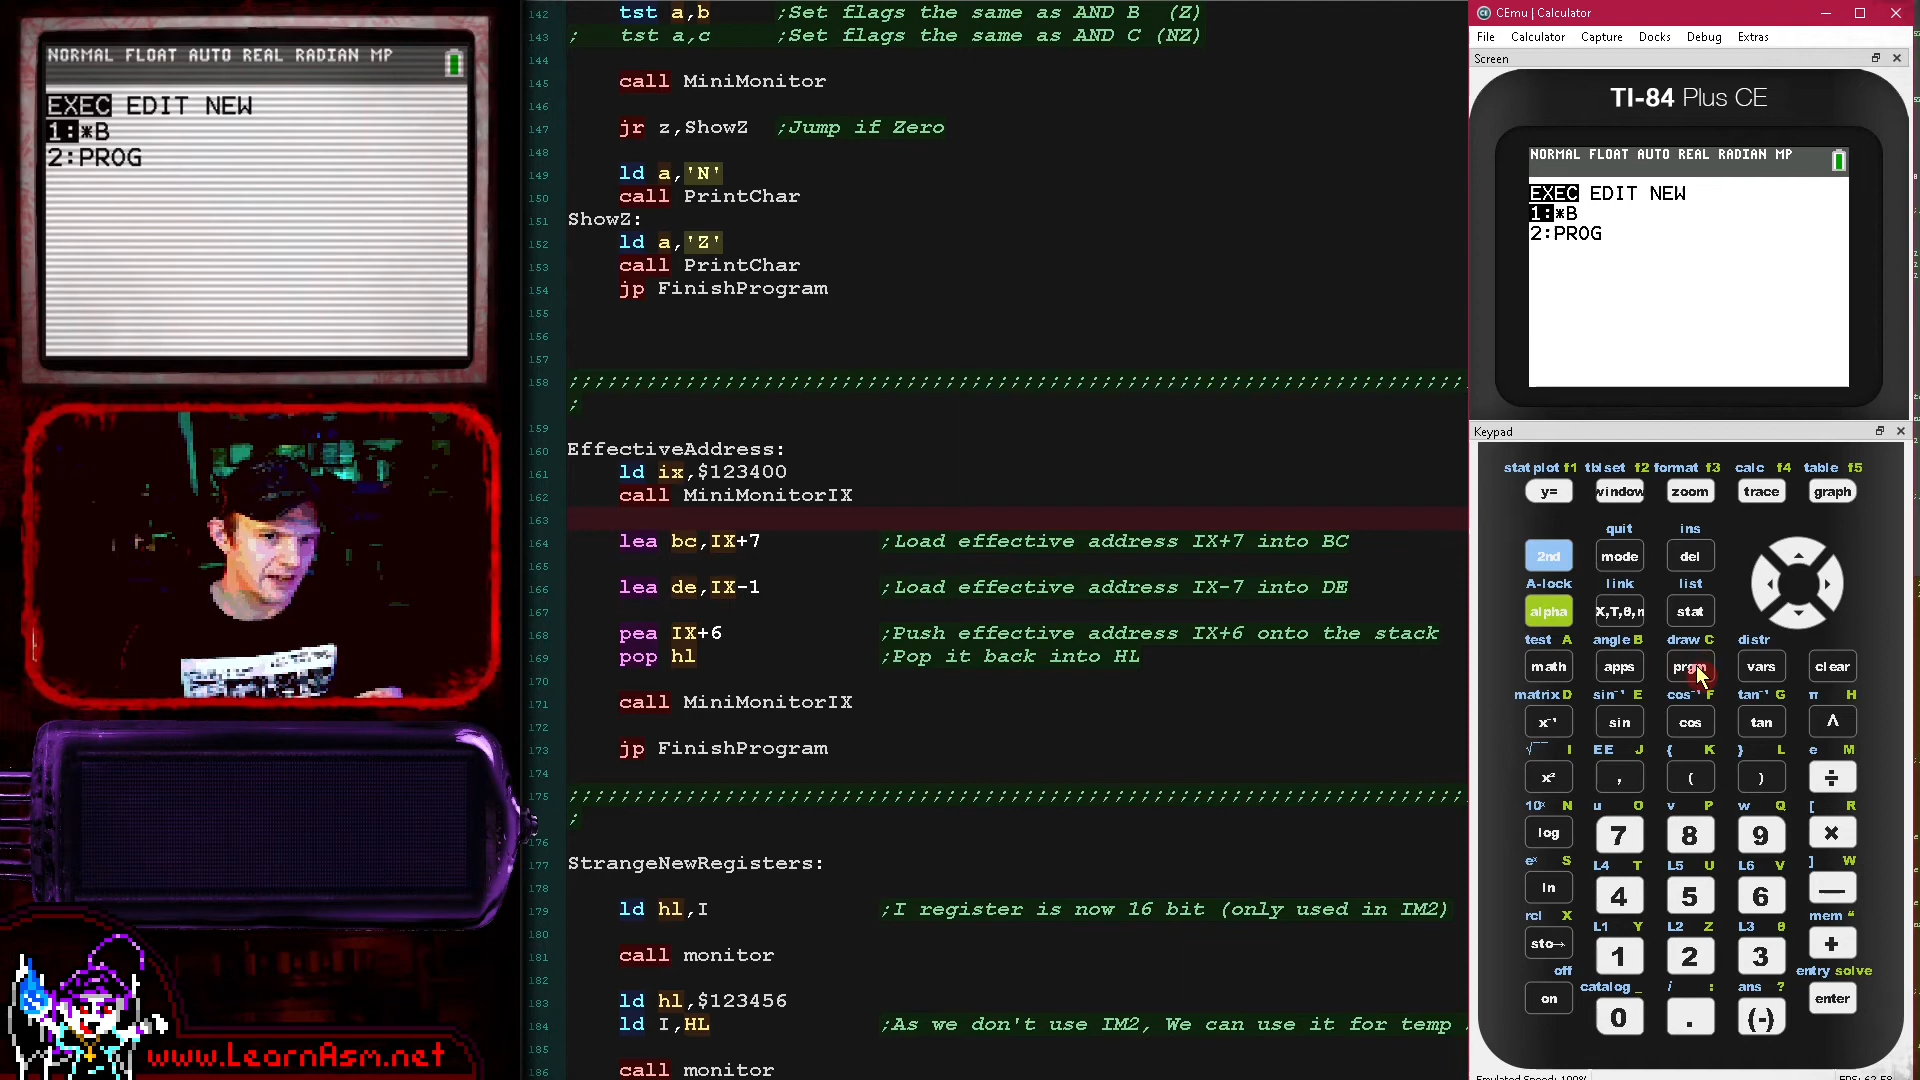 NORMAL FLOAT AUTO REAL RADIAN MP
EXEC EDIT NEW
1:*B
2:PROG
www.LearnAsm.net
142 tst a,b ;Set flags the same as AND B (Z)
143 ; tst a,c ;Set flags the same as AND C (NZ)
144
145 call MiniMonitor
146
147 jr z,ShowZ ;Jump if Zero
148
149 ld a,'N'
150 call PrintChar
151 ShowZ:
152 ld a,'Z'
153 call PrintChar
154 jp FinishProgram
155
156
157
158 ;;;;;;;;;;;;;;;;;;;;;;;;;;;;;;;;;;;;;;;;;;;;;;;;;;;;;;;;;;;;;;;;;;;;;
;
159
160 EffectiveAddress:
161 ld ix,$123400
162 call MiniMonitorIX
163
164 lea bc,IX+7 ;Load effective address IX+7 into BC
165
166 lea de,IX-1 ;Load effective address IX-7 into DE
167
168 pea IX+6 ;Push effective address IX+6 onto the stack
169 pop hl ;Pop it back into HL
170
171 call MiniMonitorIX
172
173 jp FinishProgram
174
175 ;;;;;;;;;;;;;;;;;;;;;;;;;;;;;;;;;;;;;;;;;;;;;;;;;;;;;;;;;;;;;;;;;;;;;
;
176
177 StrangeNewRegisters:
178
179 ld hl,I ;I register is now 16 bit (only used in IM2)
180
181 call monitor
182
183 ld hl,$123456
184 ld I,HL ;As we don't use IM2, We can use it for temp
185
186 call monitor
CEmu | Calculator
File Calculator Capture Docks Debug Extras
Screen
TI-84 Plus CE
NORMAL FLOAT AUTO REAL RADIAN MP
EXEC EDIT NEW
1:*B
2:PROG
Keypad
stat plot f1 tblset f2 format f3 calc f4 table f5
y= window zoom trace graph
quit ins
2nd mode del
A-lock link list
alpha X,T,θ,n stat
test A angle B draw C distr
math apps prgm vars clear
matrix D sin⁻¹ E cos⁻¹ F tan⁻¹ G π H
x⁻¹ sin cos tan ^
√ I EE J { K } L e M
x² , ( ) ÷
10ˣ N u O v P w Q [ R
log 7 8 9 ×
eˣ S L4 T L5 U L6 V ] W
ln 4 5 6 —
rcl X L1 Y L2 Z L3 θ mem "
sto→ 1 2 3 +
off catalog _ i : ans ? entry solve
on 0 . (-) enter
Emulated Speed: 100%